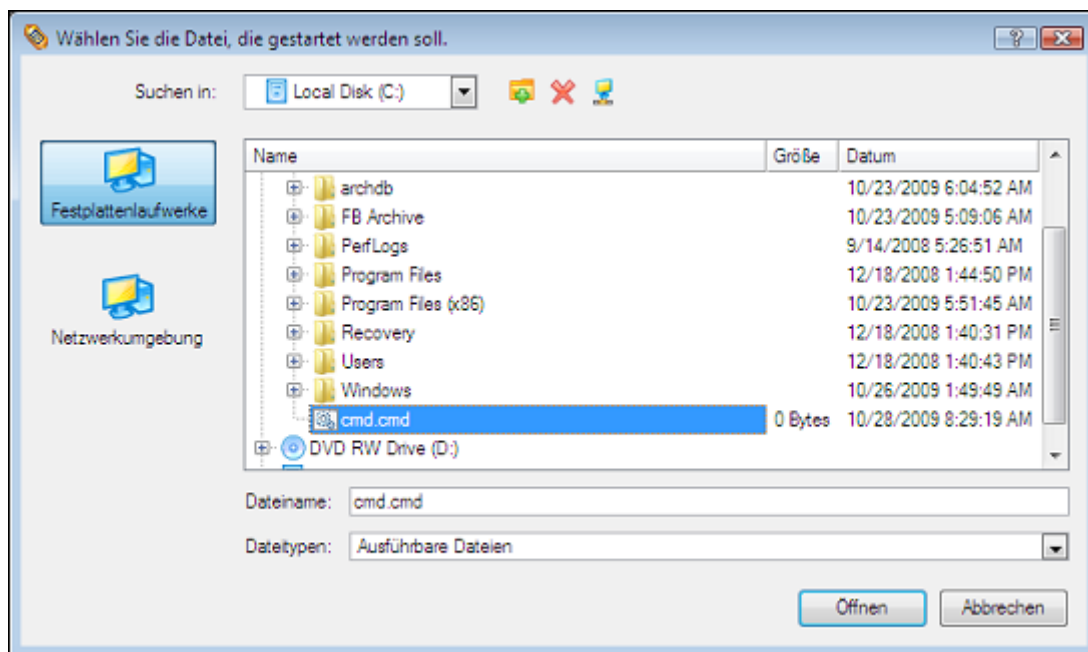 Wählen Sie die Datei, die gestartet werden soll.
Suchen in: Local Disk (C:)
Festplattenlaufwerke
Netzwerkumgebung
Name Größe Datum
archdb 10/23/2009 6:04:52 AM
FB Archive 10/23/2009 5:09:06 AM
PerfLogs 9/14/2008 5:26:51 AM
Program Files 12/18/2008 1:44:50 PM
Program Files (x86) 10/23/2009 5:51:45 AM
Recovery 12/18/2008 1:40:31 PM
Users 12/18/2008 1:40:43 PM
Windows 10/26/2009 1:49:49 AM
cmd.cmd 0 Bytes 10/28/2009 8:29:19 AM
DVD RW Drive (D:)
Dateiname: cmd.cmd
Dateitypen: Ausführbare Dateien
Öffnen Abbrechen